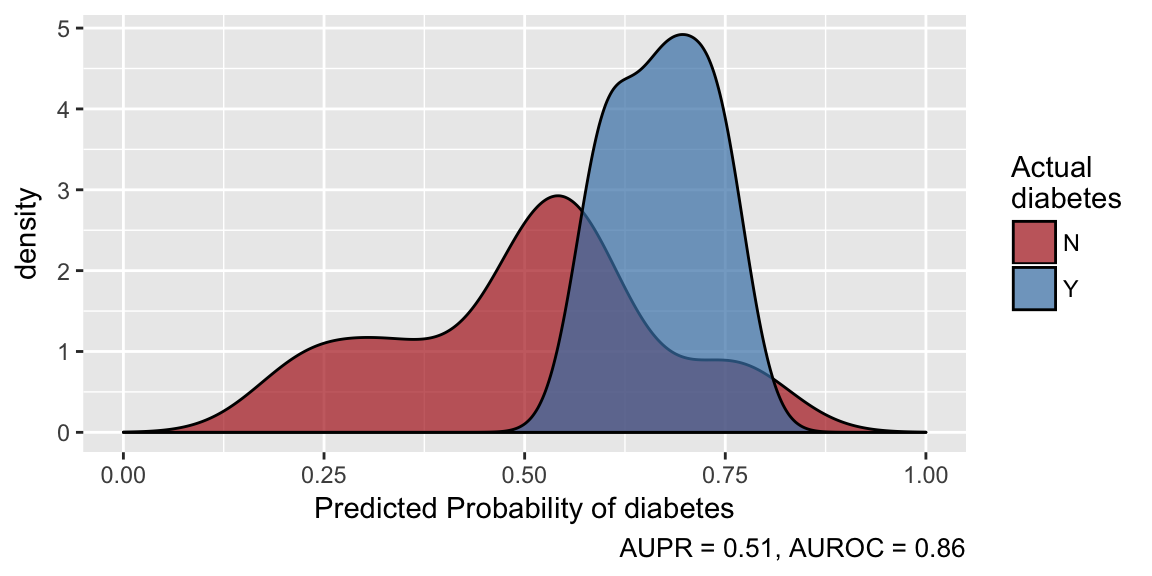 5
4
3
2
1
0
density
0.00 0.25 0.50 0.75 1.00
Predicted Probability of diabetes
AUPR = 0.51, AUROC = 0.86
Actual
diabetes
N
Y